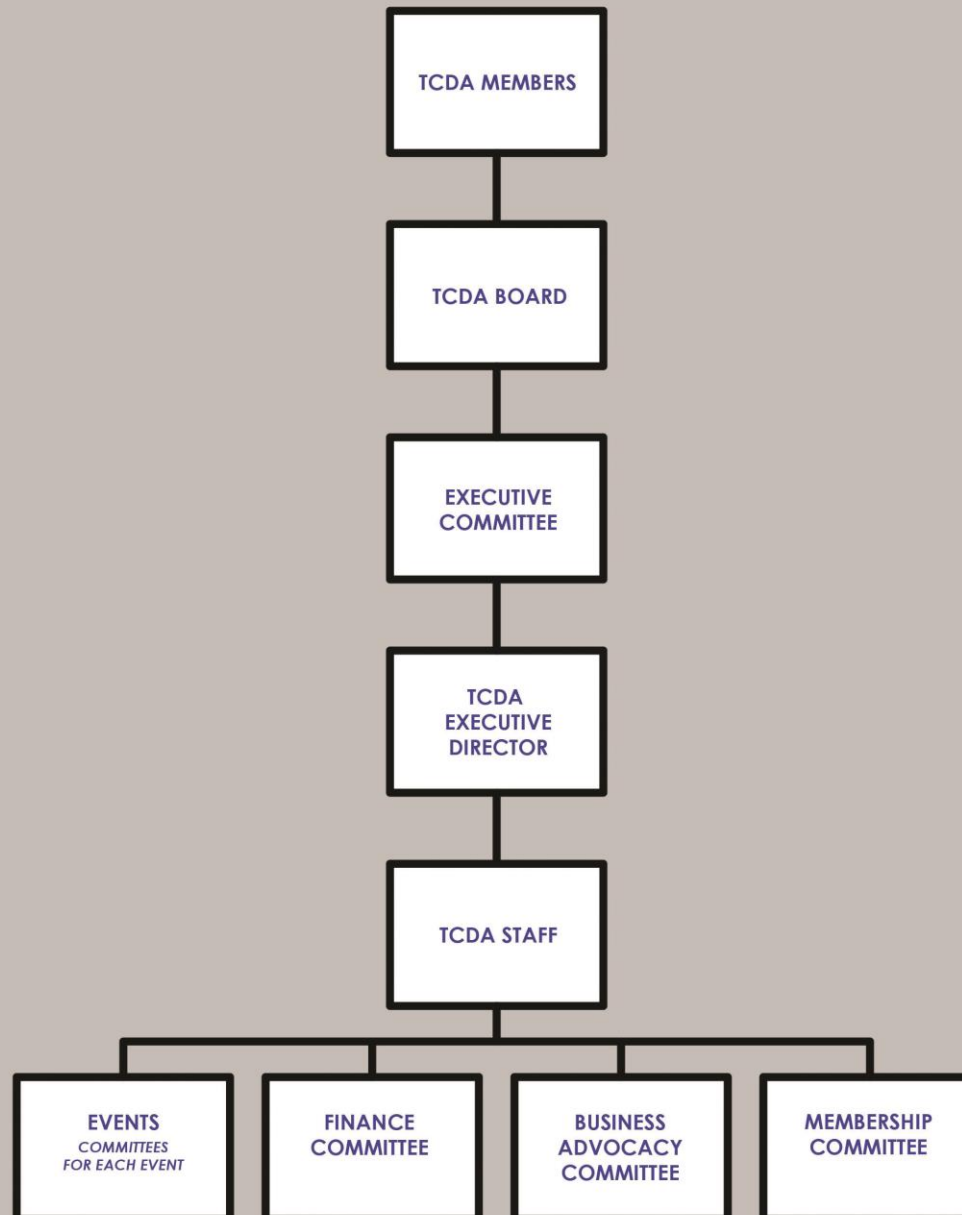 TCDA MEMBERS
TCDA BOARD
EXECUTIVE
COMMITTEE
TCDA
EXECUTIVE
DIRECTOR
TCDA STAFF
EVENTS
COMMITTEES
FOR EACH EVENT
FINANCE
COMMITTEE
BUSINESS
ADVOCACY
COMMITTEE
MEMBERSHIP
COMMITTEE